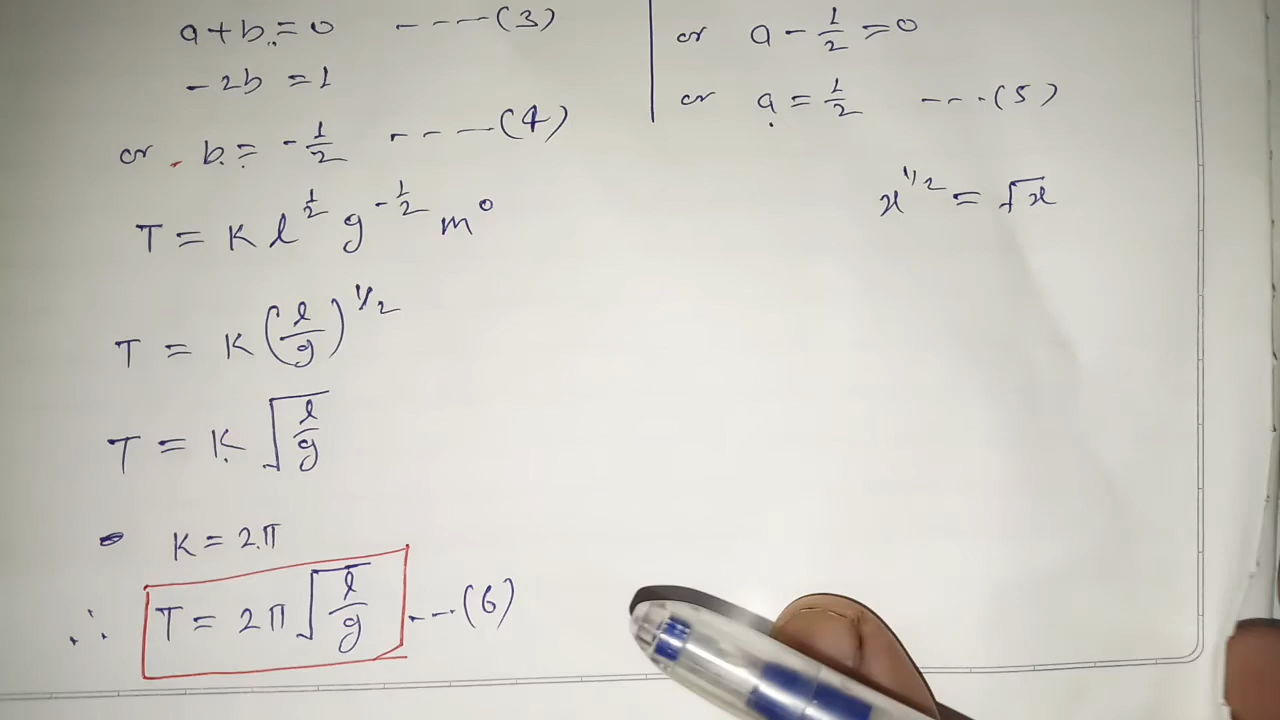 a + b = 0 ----(3)
- 2b = 1
or b = - 1/2 ----(4)
T = K l^1/2 g^-1/2 m^0
T = K (l/g)^1/2
T = K √(l/g)
K = 2π
∴ T = 2π √(l/g) ---(6)
or a - 1/2 = 0
or a = 1/2 ---(5)
x^1/2 = √x